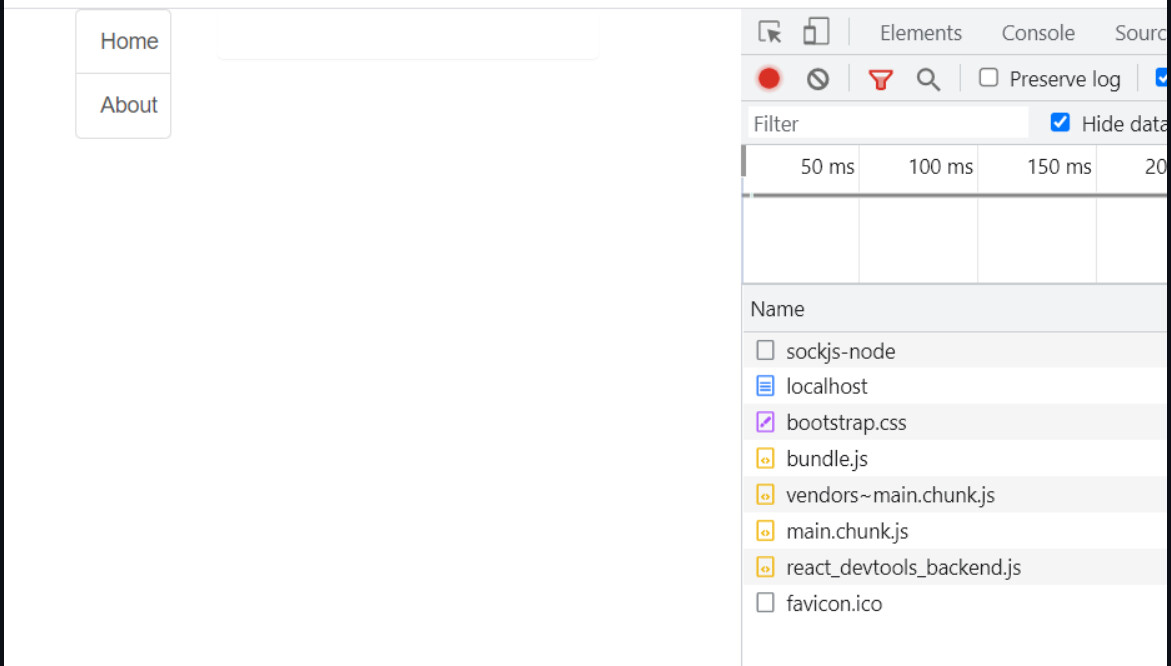 Home
About
Elements Console Sourc
Preserve log
Filter Hide data
50 ms 100 ms 150 ms 20
Name
sockjs-node
localhost
bootstrap.css
bundle.js
vendors~main.chunk.js
main.chunk.js
react_devtools_backend.js
favicon.ico